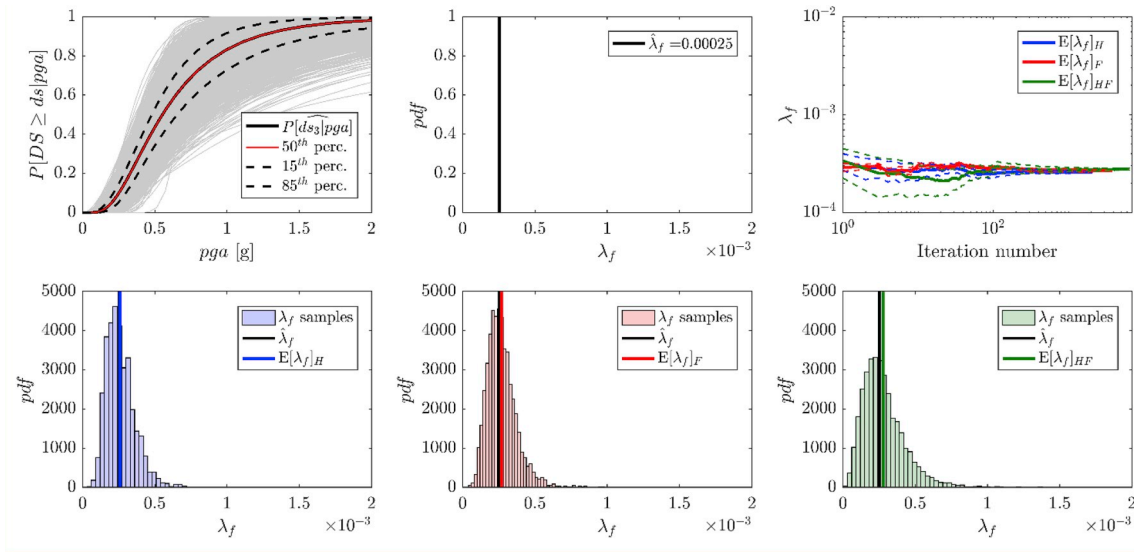 P[DS ≥ ds|pga]
1
0.8
0.6
0.4
0.2
0
P[ds₃|pga]
50th perc.
15th perc.
85th perc.
0 0.5 1 1.5 2
pga [g]
pdf
1
0.8
0.6
0.4
0.2
0
λ̂f =0.00025
0 0.5 1 1.5 2
λf
×10⁻³
λf
10⁻²
10⁻³
10⁻⁴
E[λf]H
E[λf]F
E[λf]HF
10⁰ 10²
Iteration number
pdf
5000
4000
3000
2000
1000
0
λf samples
λ̂f
E[λf]H
0 0.5 1 1.5 2
λf
×10⁻³
pdf
5000
4000
3000
2000
1000
0
λf samples
λ̂f
E[λf]F
0 0.5 1 1.5 2
λf
×10⁻³
pdf
5000
4000
3000
2000
1000
0
λf samples
λ̂f
E[λf]HF
0 0.5 1 1.5 2
λf
×10⁻³